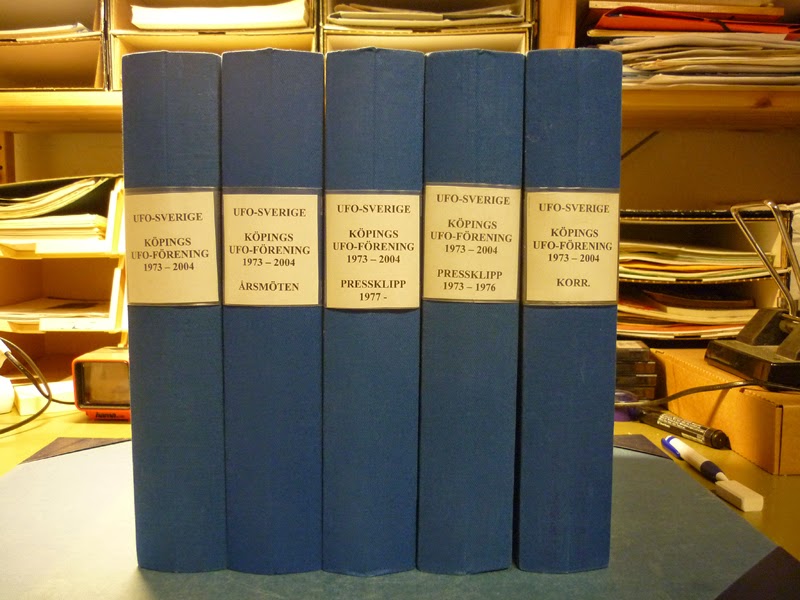 UFO-SVERIGE
KÖPINGS
UFO-FÖRENING
1973 – 2004
UFO-SVERIGE
KÖPINGS
UFO-FÖRENING
1973 – 2004
ÅRSMÖTEN
UFO-SVERIGE
KÖPINGS
UFO-FÖRENING
1973 – 2004
PRESSKLIPP
1977 -
UFO-SVERIGE
KÖPINGS
UFO-FÖRENING
1973 – 2004
PRESSKLIPP
1973 – 1976
UFO-SVERIGE
KÖPINGS
UFO-FÖRENING
1973 – 2004
KORR.
hama